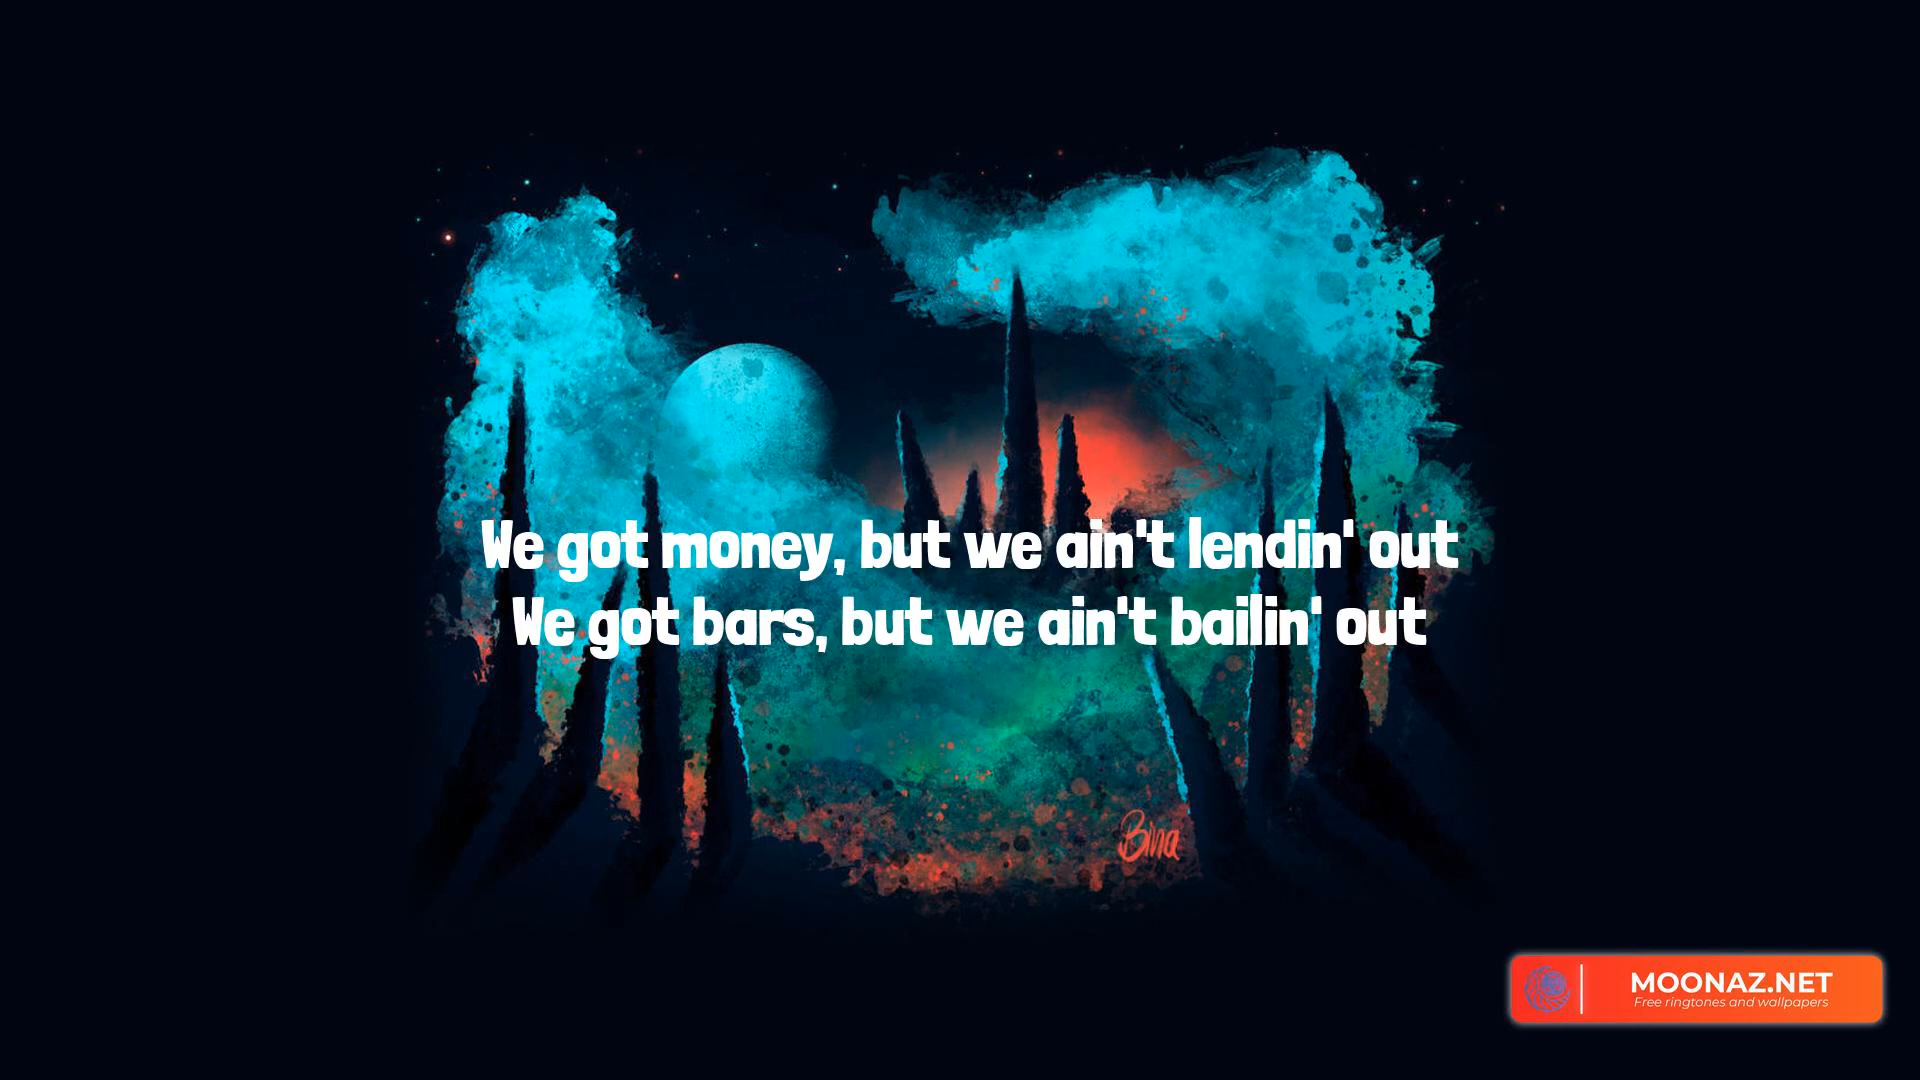 We got money, but we ain't lendin' out
We got bars, but we ain't bailin' out
Bina
MOONAZ.NET
Free ringtones and wallpapers